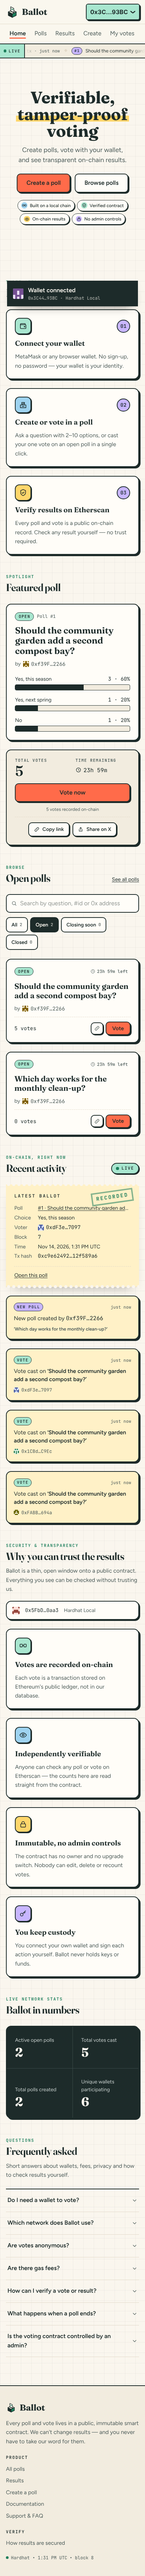 Ballot
0x3C...93BC
Home Polls Results Create My votes
LIVE just now #1 Should the community gar
Verifiable,
tamper-proof
voting
Create polls, vote with your wallet,
and see transparent on-chain results.
Create a poll
Browse polls
Built on a local chain
Verified contract
On-chain results
No admin controls
Wallet connected
0x3C44…93BC · Hardhat Local
01
Connect your wallet
MetaMask or any browser wallet. No sign-up,
no password — your wallet is your identity.
02
Create or vote in a poll
Ask a question with 2–10 options, or cast
your one vote on an open poll in a single
click.
03
Verify results on Etherscan
Every poll and vote is a public on-chain
record. Check any result yourself — no trust
required.
SPOTLIGHT
Featured poll
OPEN Poll #1
Should the community
garden add a second
compost bay?
by 0xf39F…2266
Yes, this season 3 · 60%
Yes, next spring 1 · 20%
No 1 · 20%
TOTAL VOTES
5
TIME REMAINING
23h 59m
Vote now
5 votes recorded on-chain
Copy link
Share on X
BROWSE
Open polls
See all polls
Search by question, id or 0xaddress
All 2
Open 2
Closing soon 0
Closed 0
OPEN 23h 59m left
Should the community garden
add a second compost bay?
by 0xf39F…2266
5 votes
Vote
OPEN 23h 59m left
Which day works for the
monthly clean-up?
by 0xf39F…2266
0 votes
Vote
ON-CHAIN, RIGHT NOW
Recent activity
LIVE
LATEST BALLOT
RECORDED
Poll #1 · Should the community garden ad…
Choice Yes, this season
Voter 0xdF3e…7097
Block 7
Time Nov 14, 2026, 1:31 PM UTC
Tx hash 0xc9e62492…12f589a6
Open this poll
NEW POLL just now
New poll created by 0xf39F…2266
'Which day works for the monthly clean-up?'
VOTE just now
Vote cast on 'Should the community garden
add a second compost bay?'
0xdF3e…7097
VOTE just now
Vote cast on 'Should the community garden
add a second compost bay?'
0x1CBd…C9Ec
VOTE just now
Vote cast on 'Should the community garden
add a second compost bay?'
0xFABB…694a
SECURITY & TRANSPARENCY
Why you can trust the results
Ballot is a thin, open window onto a public contract.
Everything you see can be checked without trusting
us.
0x5FbD…0aa3 Hardhat Local
Votes are recorded on-chain
Each vote is a transaction stored on
Ethereum's public ledger, not in our
database.
Independently verifiable
Anyone can check any poll or vote on
Etherscan — the counts here are read
straight from the contract.
Immutable, no admin controls
The contract has no owner and no upgrade
switch. Nobody can edit, delete or recount
votes.
You keep custody
You connect your own wallet and sign each
action yourself. Ballot never holds keys or
funds.
LIVE NETWORK STATS
Ballot in numbers
Active open polls
2
Total votes cast
5
Total polls created
2
Unique wallets
participating
6
QUESTIONS
Frequently asked
Short answers about wallets, fees, privacy and how
to check results yourself.
Do I need a wallet to vote?
Which network does Ballot use?
Are votes anonymous?
Are there gas fees?
How can I verify a vote or result?
What happens when a poll ends?
Is the voting contract controlled by an
admin?
Ballot
Every poll and vote lives in a public, immutable smart
contract. We can't change results — and you never
have to take our word for them.
PRODUCT
All polls
Results
Create a poll
Documentation
Support & FAQ
VERIFY
How results are secured
Hardhat · 1:31 PM UTC · block 8